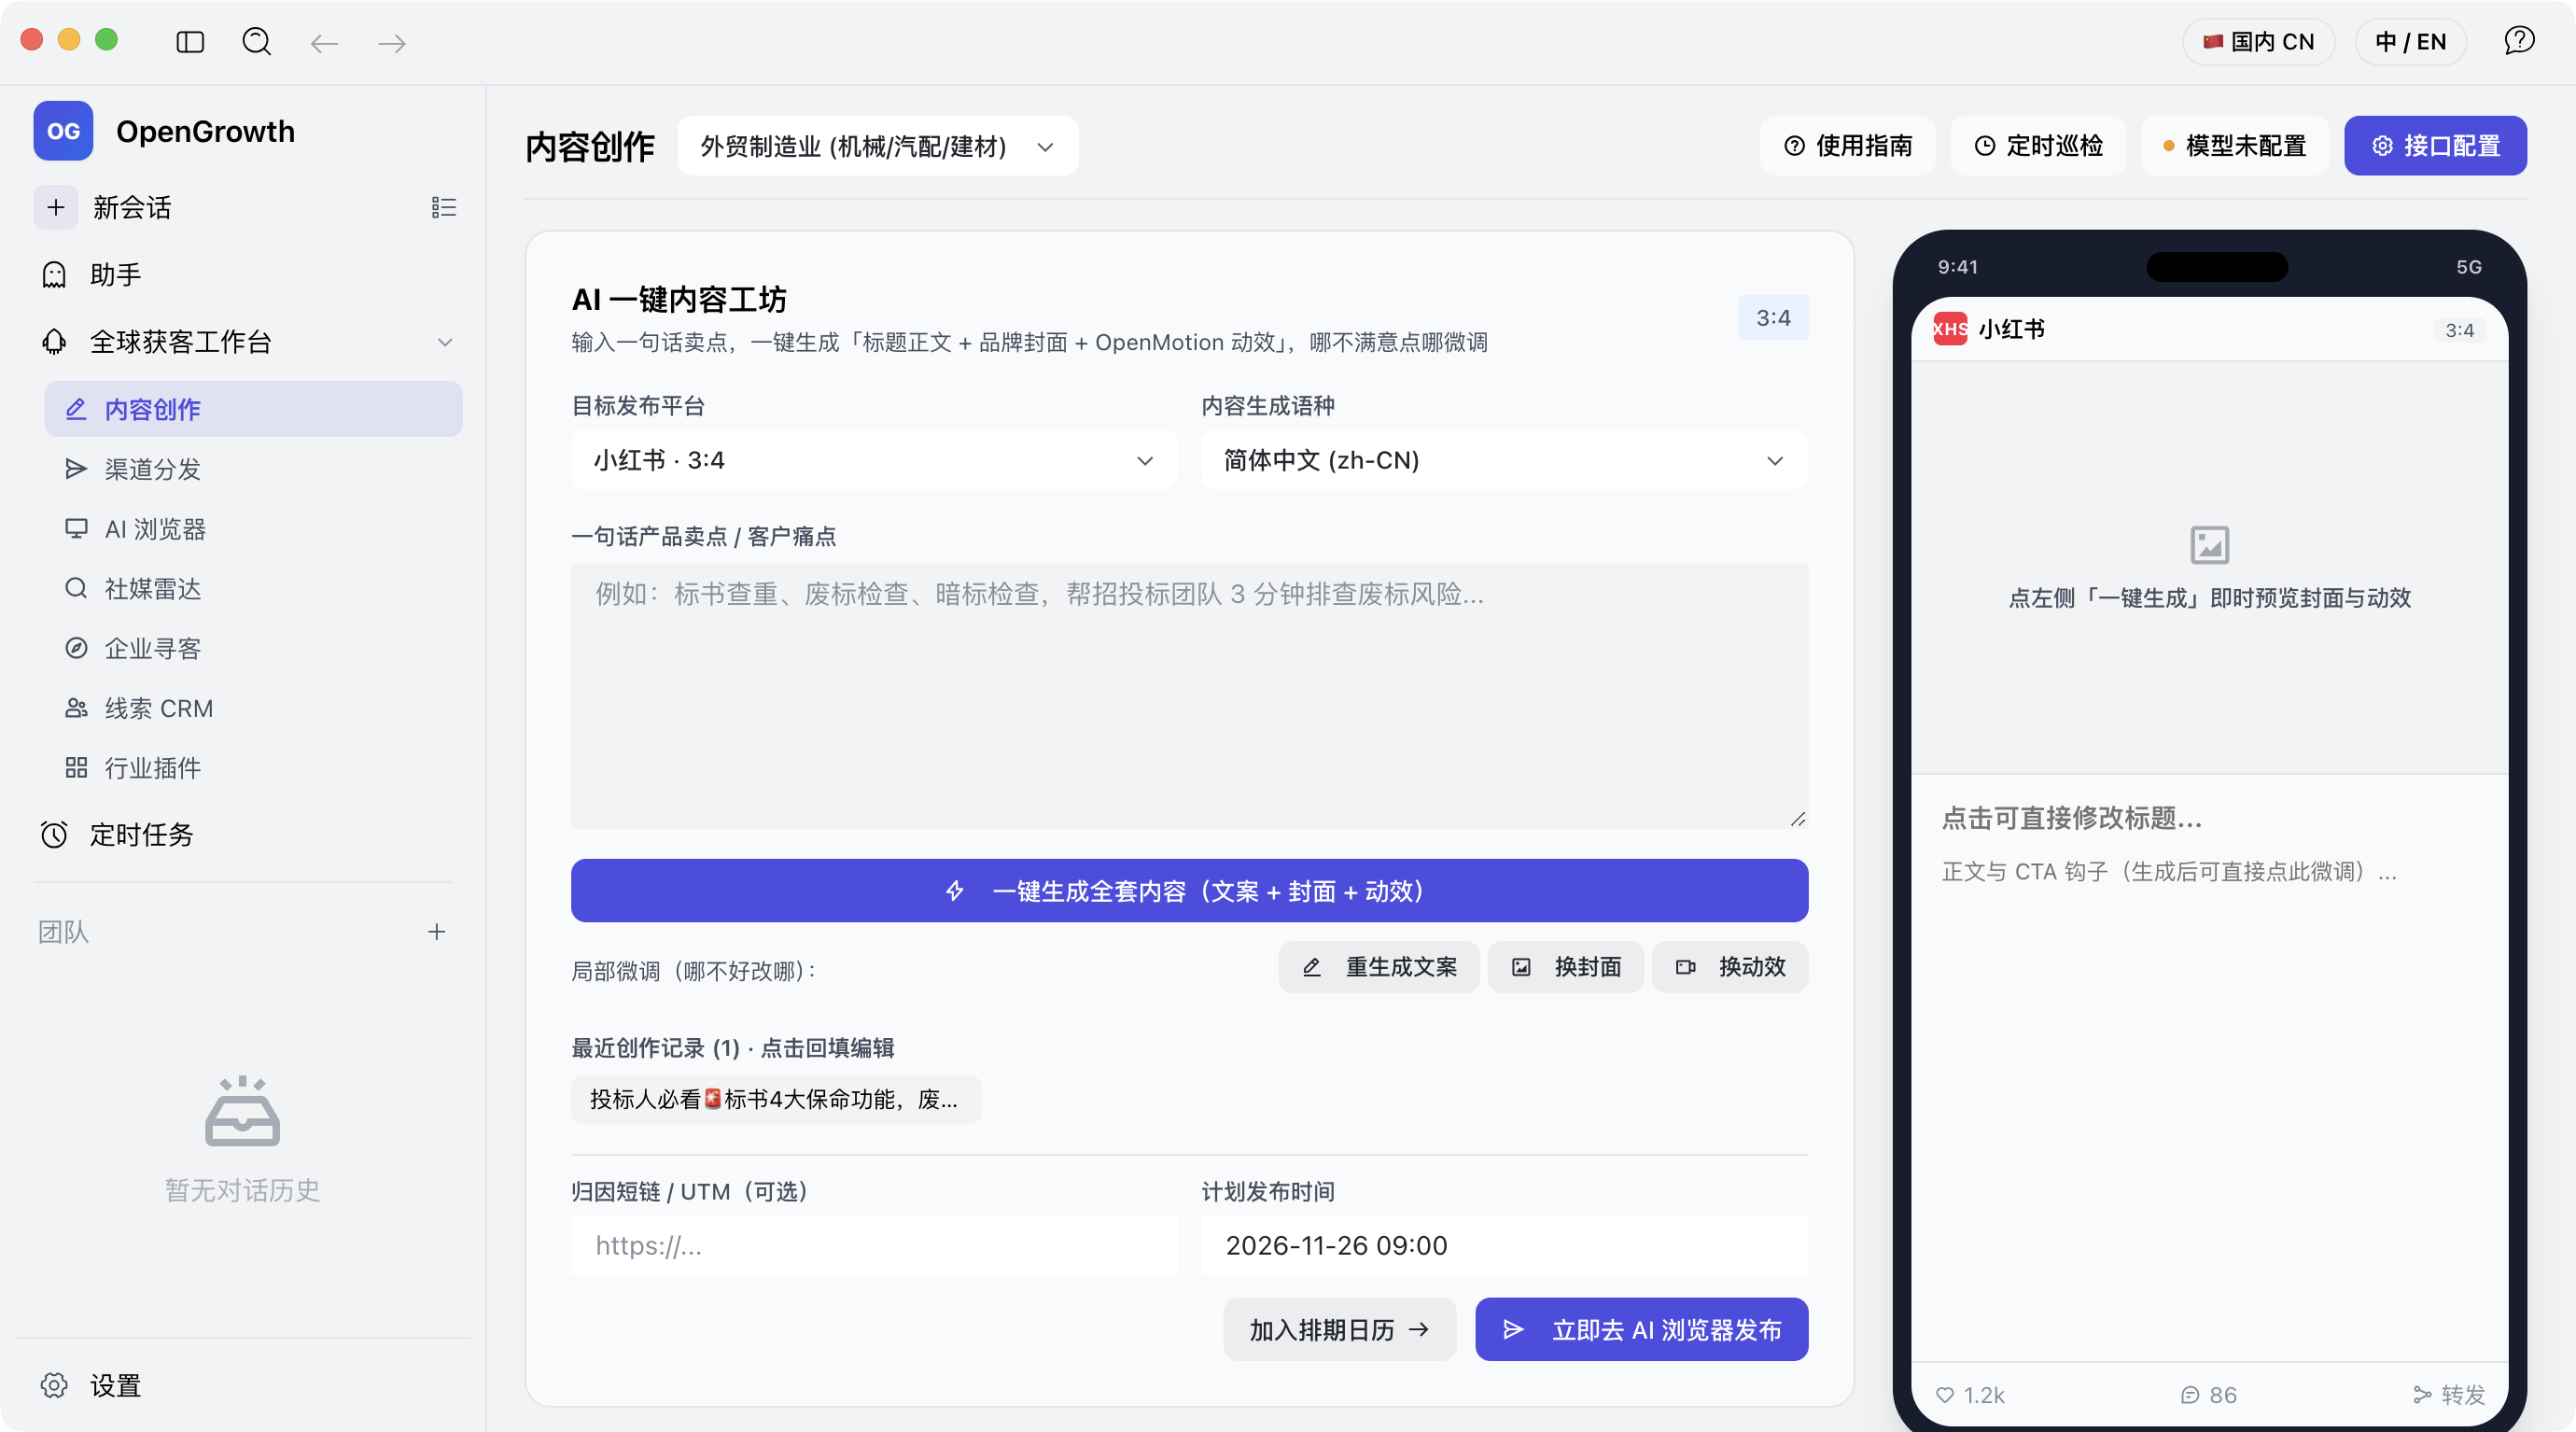 国内 CN
中 / EN
OG OpenGrowth
新会话
助手
全球获客工作台
内容创作
渠道分发
AI 浏览器
社媒雷达
企业寻客
线索 CRM
行业插件
定时任务
团队
暂无对话历史
设置
内容创作
外贸制造业 (机械/汽配/建材)
使用指南
定时巡检
模型未配置
接口配置
AI 一键内容工坊
输入一句话卖点，一键生成「标题正文 + 品牌封面 + OpenMotion 动效」，哪不满意点哪微调
3:4
目标发布平台
内容生成语种
小红书 · 3:4
简体中文 (zh-CN)
一句话产品卖点 / 客户痛点
例如：标书查重、废标检查、暗标检查，帮招投标团队 3 分钟排查废标风险...
一键生成全套内容（文案 + 封面 + 动效）
局部微调（哪不好改哪）：
重生成文案
换封面
换动效
最近创作记录 (1) · 点击回填编辑
投标人必看🚨标书4大保命功能，废...
归因短链 / UTM（可选）
计划发布时间
https://...
2026-11-26 09:00
加入排期日历 →
立即去 AI 浏览器发布
9:41
5G
XHS 小红书
3:4
点左侧「一键生成」即时预览封面与动效
点击可直接修改标题...
正文与 CTA 钩子（生成后可直接点此微调）...
1.2k
86
转发